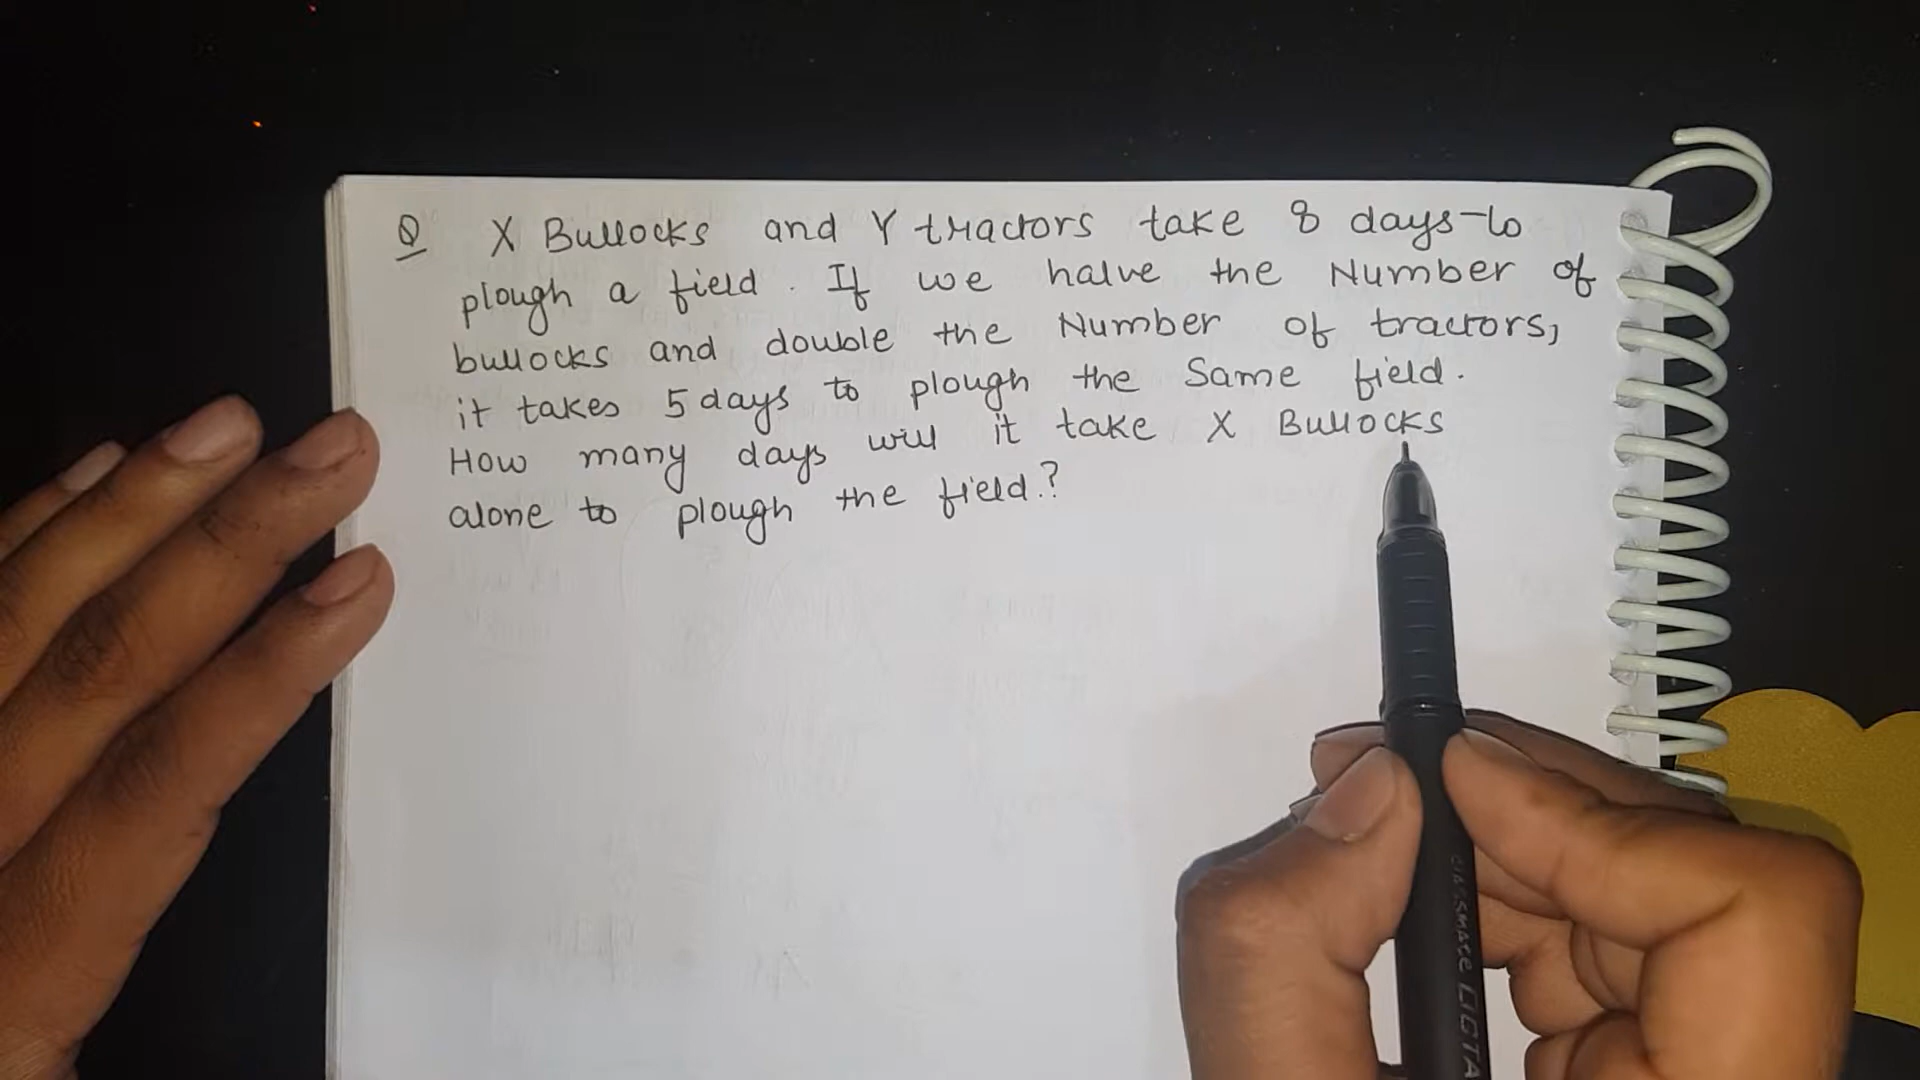 Q X Bullocks and Y tractors take 8 days to
plough a field. If we halve the Number of
bullocks and double the Number of tractors,
it takes 5 days to plough the Same field.
How many days will it take X Bullocks
alone to plough the field.?
CLASSMATE OCTA